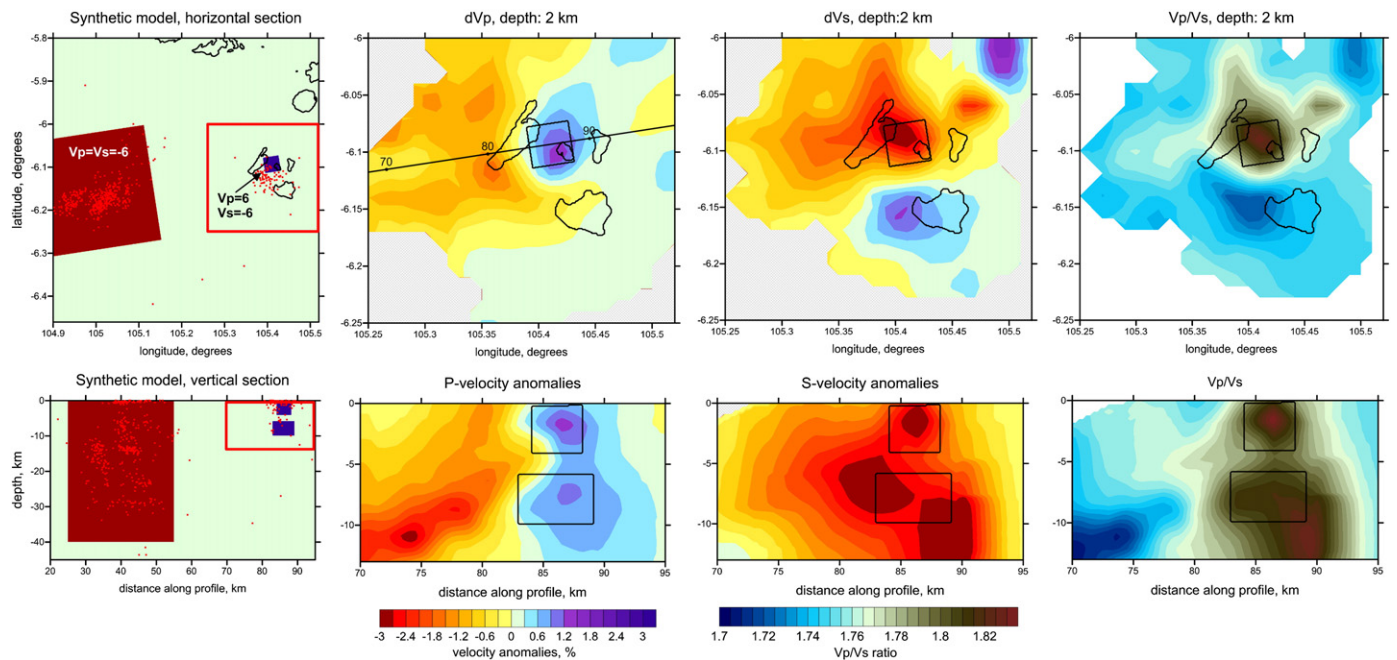 Synthetic model, horizontal section
dVp, depth: 2 km
dVs, depth:2 km
Vp/Vs, depth: 2 km
-5.8
-5.9
-6
-6.1
-6.2
-6.3
-6.4
latitude, degrees
Vp=Vs=-6
Vp=6
Vs=-6
104.9
105
105.1
105.2
105.3
105.4
105.5
longitude, degrees
-6
-6.05
-6.1
-6.15
-6.2
-6.25
70
80
90
105.25
105.3
105.35
105.4
105.45
105.5
longitude, degrees
-6
-6.05
-6.1
-6.15
-6.2
-6.25
105.25
105.3
105.35
105.4
105.45
105.5
longitude, degrees
-6
-6.05
-6.1
-6.15
-6.2
-6.25
105.25
105.3
105.35
105.4
105.45
105.5
longitude, degrees
Synthetic model, vertical section
P-velocity anomalies
S-velocity anomalies
Vp/Vs
0
-10
-20
-30
-40
depth, km
20 30 40 50 60 70 80 90
distance along profile, km
0
-5
-10
70 75 80 85 90 95
distance along profile, km
0
-5
-10
70 75 80 85 90 95
distance along profile, km
0
-5
-10
70 75 80 85 90 95
distance along profile, km
-3 -2.4 -1.8 -1.2 -0.6 0 0.6 1.2 1.8 2.4 3
velocity anomalies, %
1.7 1.72 1.74 1.76 1.78 1.8 1.82
Vp/Vs ratio